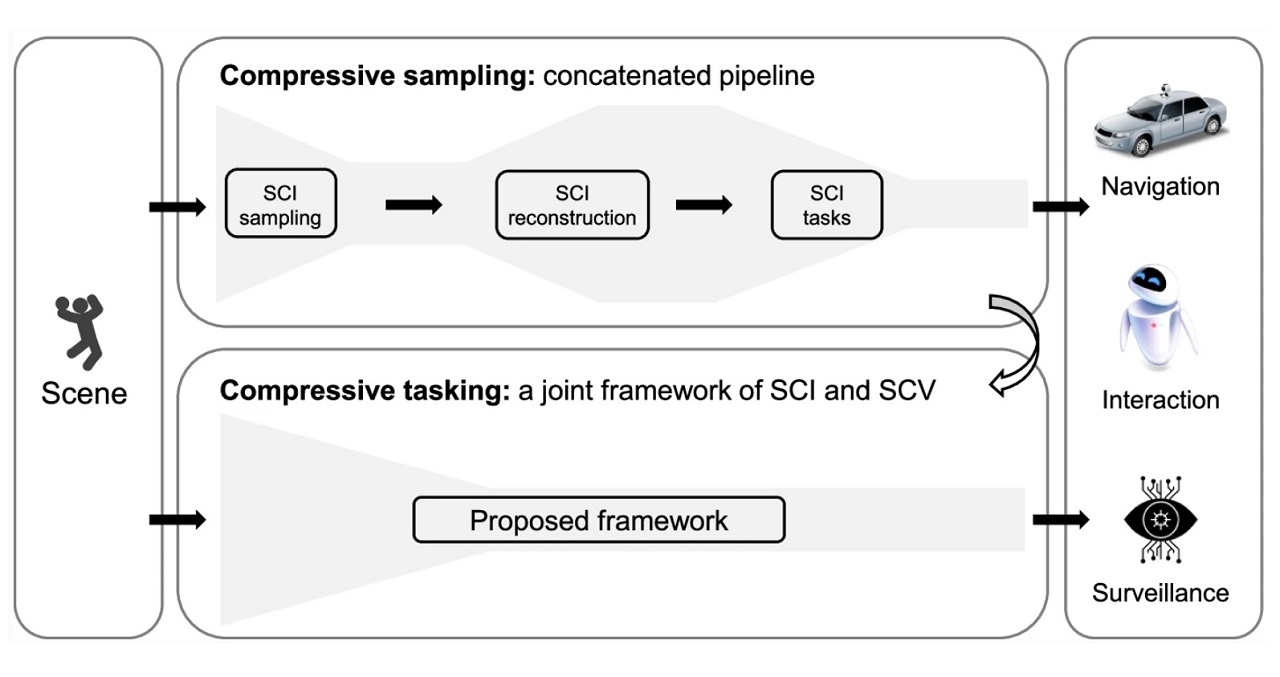 Compressive sampling: concatenated pipeline
SCI
sampling
SCI
reconstruction
SCI
tasks
Scene
Compressive tasking: a joint framework of SCI and SCV
Proposed framework
Navigation
Interaction
Surveillance